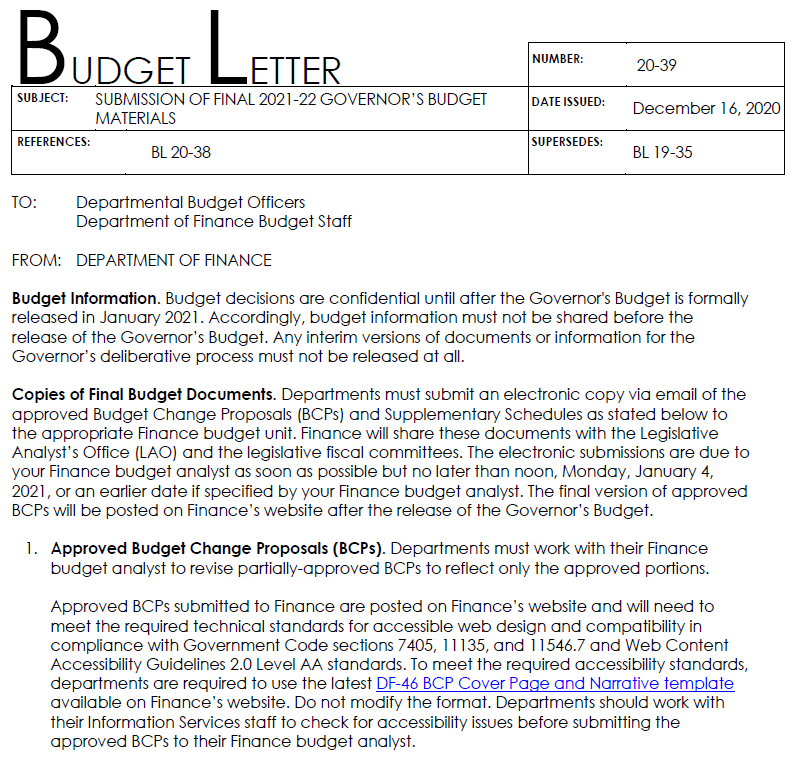 BUDGET LETTER
NUMBER: 20-39
SUBJECT: SUBMISSION OF FINAL 2021-22 GOVERNOR’S BUDGET
MATERIALS
DATE ISSUED: December 16, 2020
REFERENCES: BL 20-38
SUPERSEDES: BL 19-35
TO: Departmental Budget Officers
Department of Finance Budget Staff
FROM: DEPARTMENT OF FINANCE
Budget Information. Budget decisions are confidential until after the Governor's Budget is formally
released in January 2021. Accordingly, budget information must not be shared before the
release of the Governor’s Budget. Any interim versions of documents or information for the
Governor’s deliberative process must not be released at all.
Copies of Final Budget Documents. Departments must submit an electronic copy via email of the
approved Budget Change Proposals (BCPs) and Supplementary Schedules as stated below to
the appropriate Finance budget unit. Finance will share these documents with the Legislative
Analyst’s Office (LAO) and the legislative fiscal committees. The electronic submissions are due to
your Finance budget analyst as soon as possible but no later than noon, Monday, January 4,
2021, or an earlier date if specified by your Finance budget analyst. The final version of approved
BCPs will be posted on Finance’s website after the release of the Governor’s Budget.
1. Approved Budget Change Proposals (BCPs). Departments must work with their Finance
budget analyst to revise partially-approved BCPs to reflect only the approved portions.
Approved BCPs submitted to Finance are posted on Finance’s website and will need to
meet the required technical standards for accessible web design and compatibility in
compliance with Government Code sections 7405, 11135, and 11546.7 and Web Content
Accessibility Guidelines 2.0 Level AA standards. To meet the required accessibility standards,
departments are required to use the latest DF-46 BCP Cover Page and Narrative template
available on Finance’s website. Do not modify the format. Departments should work with
their Information Services staff to check for accessibility issues before submitting the
approved BCPs to their Finance budget analyst.